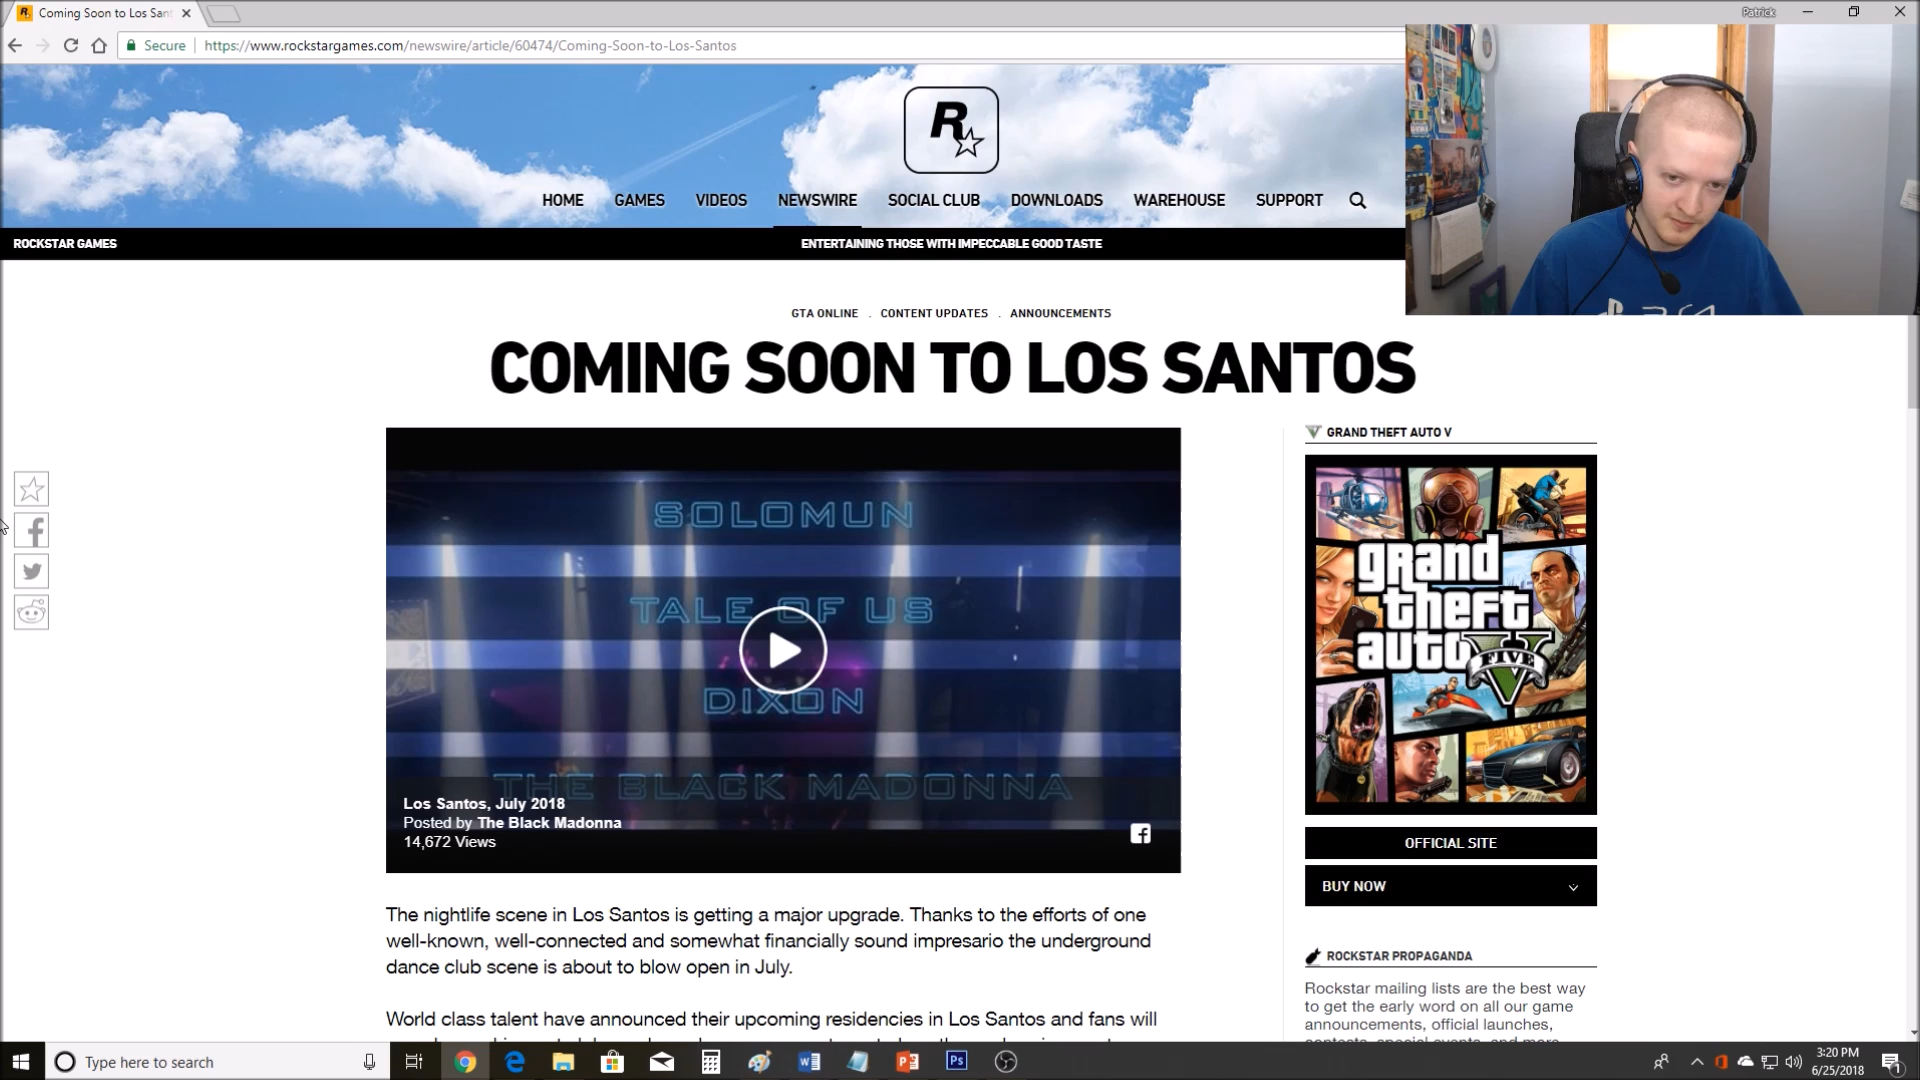 Coming Soon to Los San
Patrick
Secure
https://www.rockstargames.com/newswire/article/60474/Coming-Soon-to-Los-Santos
R
HOME GAMES VIDEOS NEWSWIRE SOCIAL CLUB DOWNLOADS WAREHOUSE SUPPORT
ROCKSTAR GAMES
ENTERTAINING THOSE WITH IMPECCABLE GOOD TASTE
GTA ONLINE . CONTENT UPDATES . ANNOUNCEMENTS
COMING SOON TO LOS SANTOS
SOLOMUN
TALE OF US
DIXON
THE BLACK MADONNA
Los Santos, July 2018
Posted by The Black Madonna
14,672 Views
The nightlife scene in Los Santos is getting a major upgrade. Thanks to the efforts of one
well-known, well-connected and somewhat financially sound impresario the underground
dance club scene is about to blow open in July.
World class talent have announced their upcoming residencies in Los Santos and fans will
GRAND THEFT AUTO V
grand
theft
auto
FIVE
OFFICIAL SITE
BUY NOW
ROCKSTAR PROPAGANDA
Rockstar mailing lists are the best way
to get the early word on all our game
announcements, official launches,
Type here to search
3:20 PM
6/25/2018